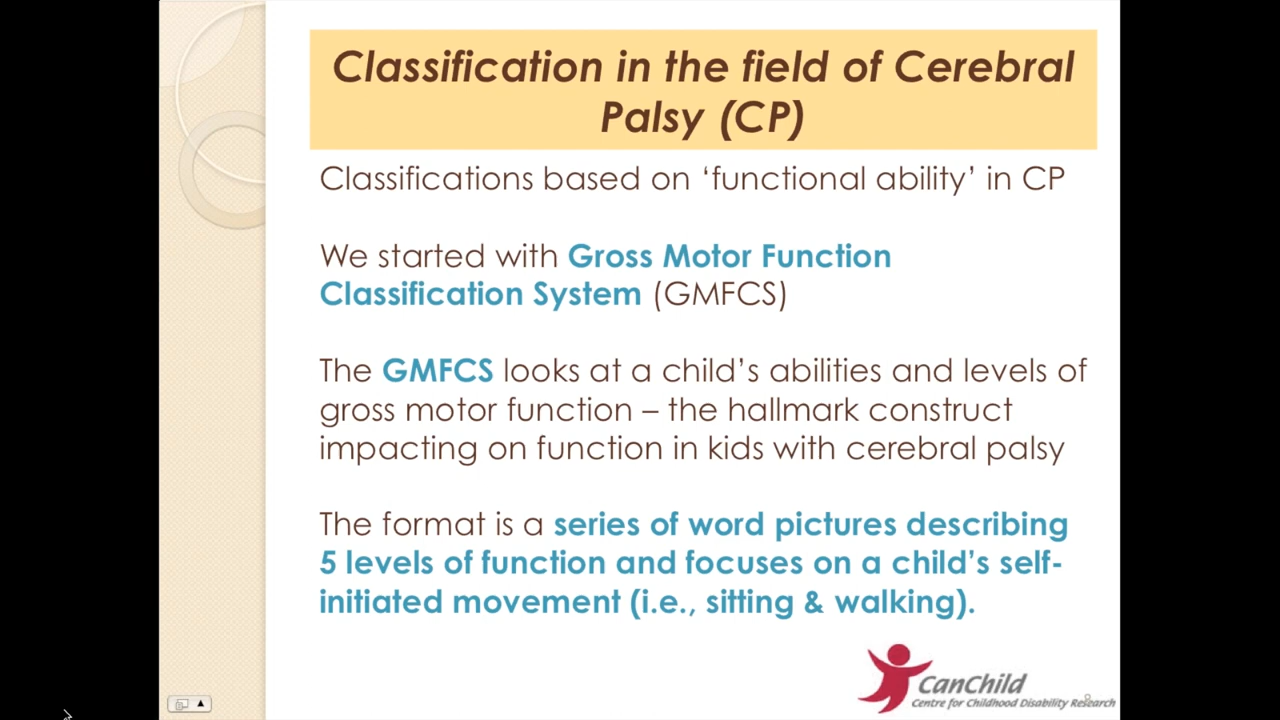 Classification in the field of Cerebral
Palsy (CP)
Classifications based on ‘functional ability’ in CP
We started with Gross Motor Function
Classification System (GMFCS)
The GMFCS looks at a child’s abilities and levels of
gross motor function – the hallmark construct
impacting on function in kids with cerebral palsy
The format is a series of word pictures describing
5 levels of function and focuses on a child’s self-
initiated movement (i.e., sitting & walking).
CanChild
Centre for Childhood Disability Research